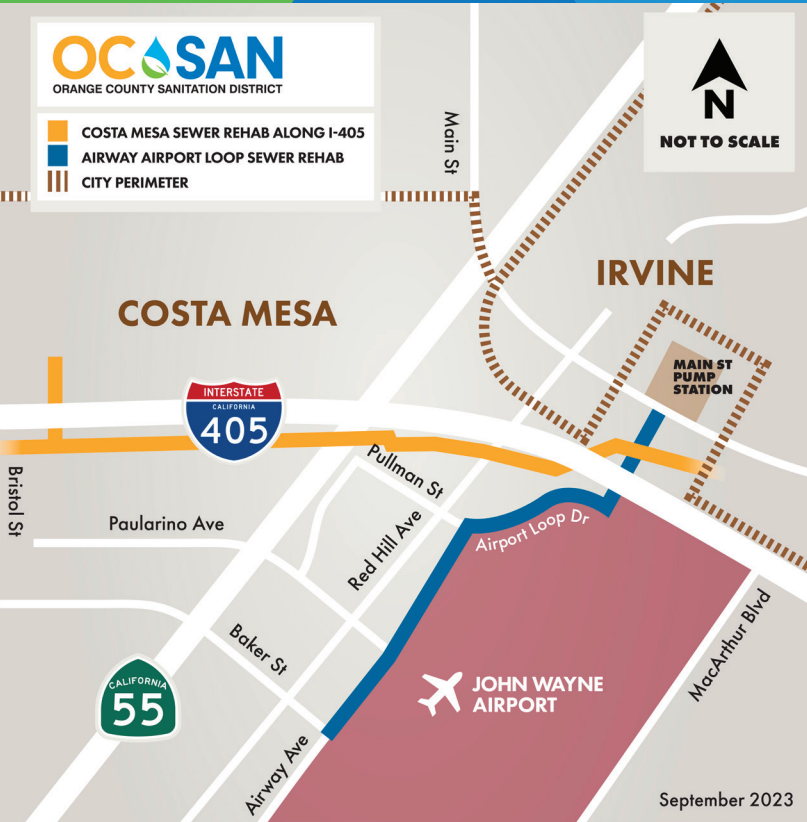 OC SAN
ORANGE COUNTY SANITATION DISTRICT
COSTA MESA SEWER REHAB ALONG I-405
AIRWAY AIRPORT LOOP SEWER REHAB
CITY PERIMETER
N
NOT TO SCALE
Main St
IRVINE
COSTA MESA
MAIN ST
PUMP
STATION
INTERSTATE
CALIFORNIA
405
Pullman St
Bristol St
Paularino Ave
Red Hill Ave
Airport Loop Dr
Baker St
MacArthur Blvd
CALIFORNIA
55
JOHN WAYNE
AIRPORT
Airway Ave
September 2023